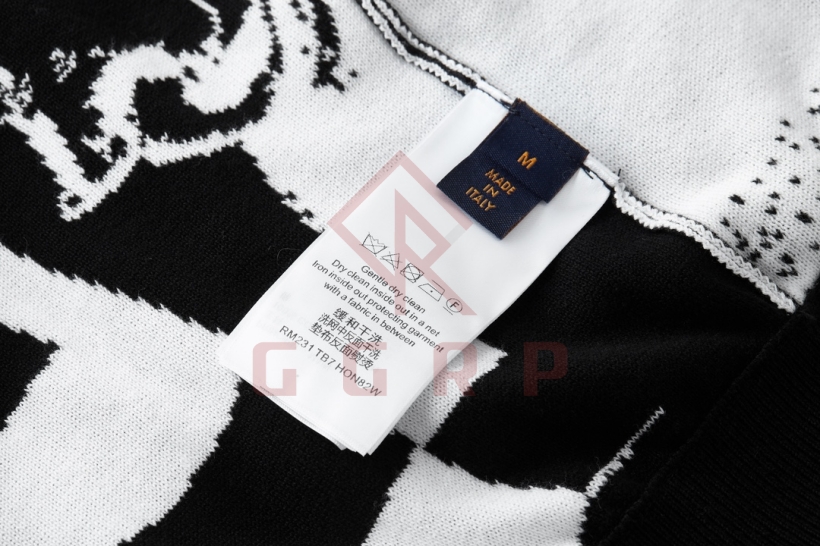 M
MADE
IN
ITALY
Gentle dry clean
Dry clean inside out in a net
Iron inside out protecting garment
with a fabric in between
缓和干洗
洗网中反面干洗
垫布反面熨烫
RM231 TB7 HON82W
GGRP